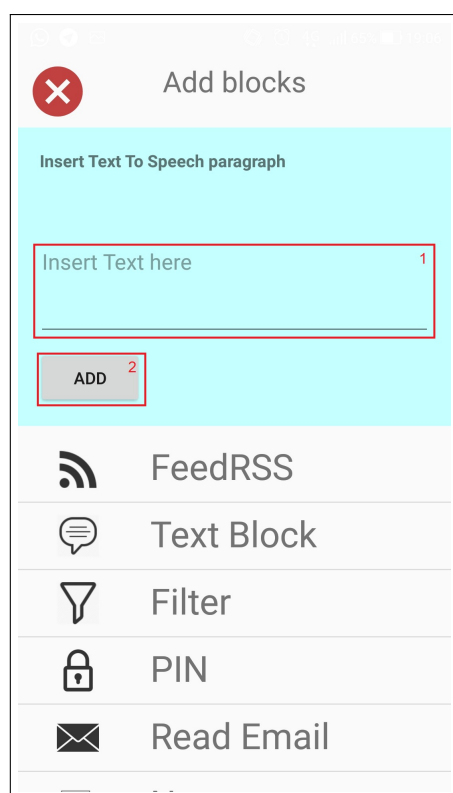 Add blocks
Insert Text To Speech paragraph
Insert Text here 1
ADD 2
FeedRSS
Text Block
Filter
PIN
Read Email